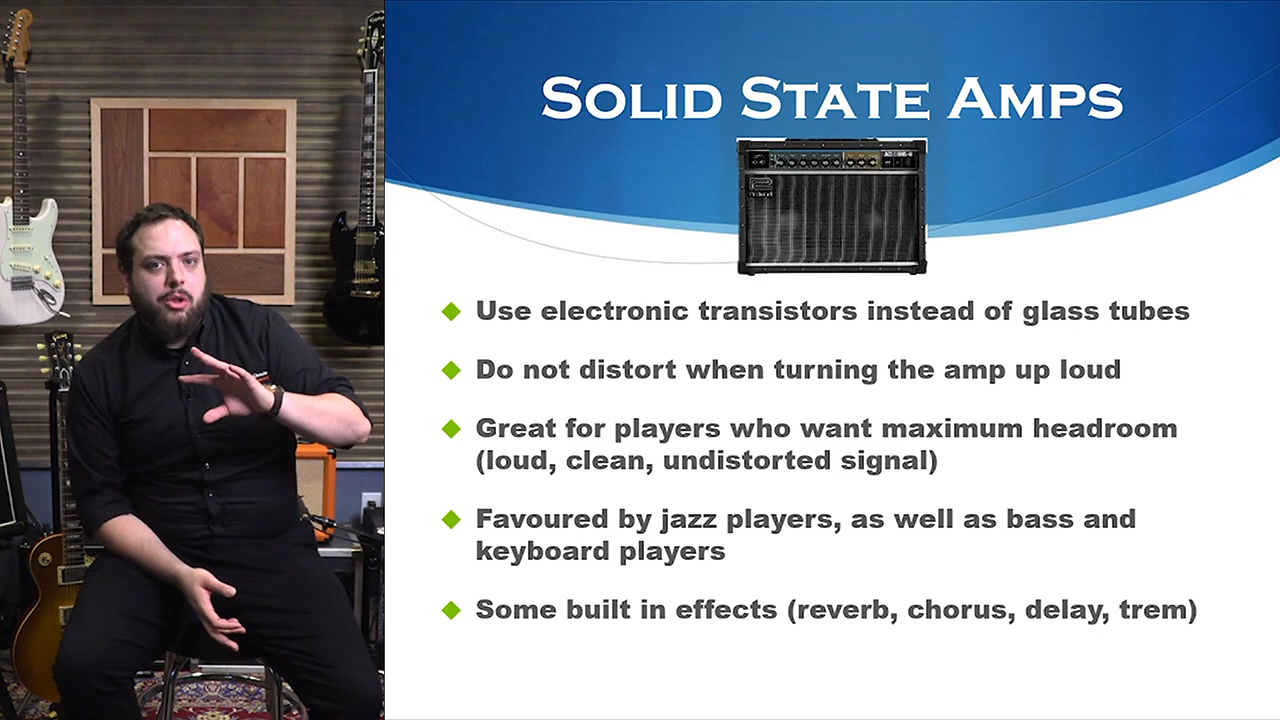 Solid State Amps
Roland
Use electronic transistors instead of glass tubes
Do not distort when turning the amp up loud
Great for players who want maximum headroom
(loud, clean, undistorted signal)
Favoured by jazz players, as well as bass and
keyboard players
Some built in effects (reverb, chorus, delay, trem)